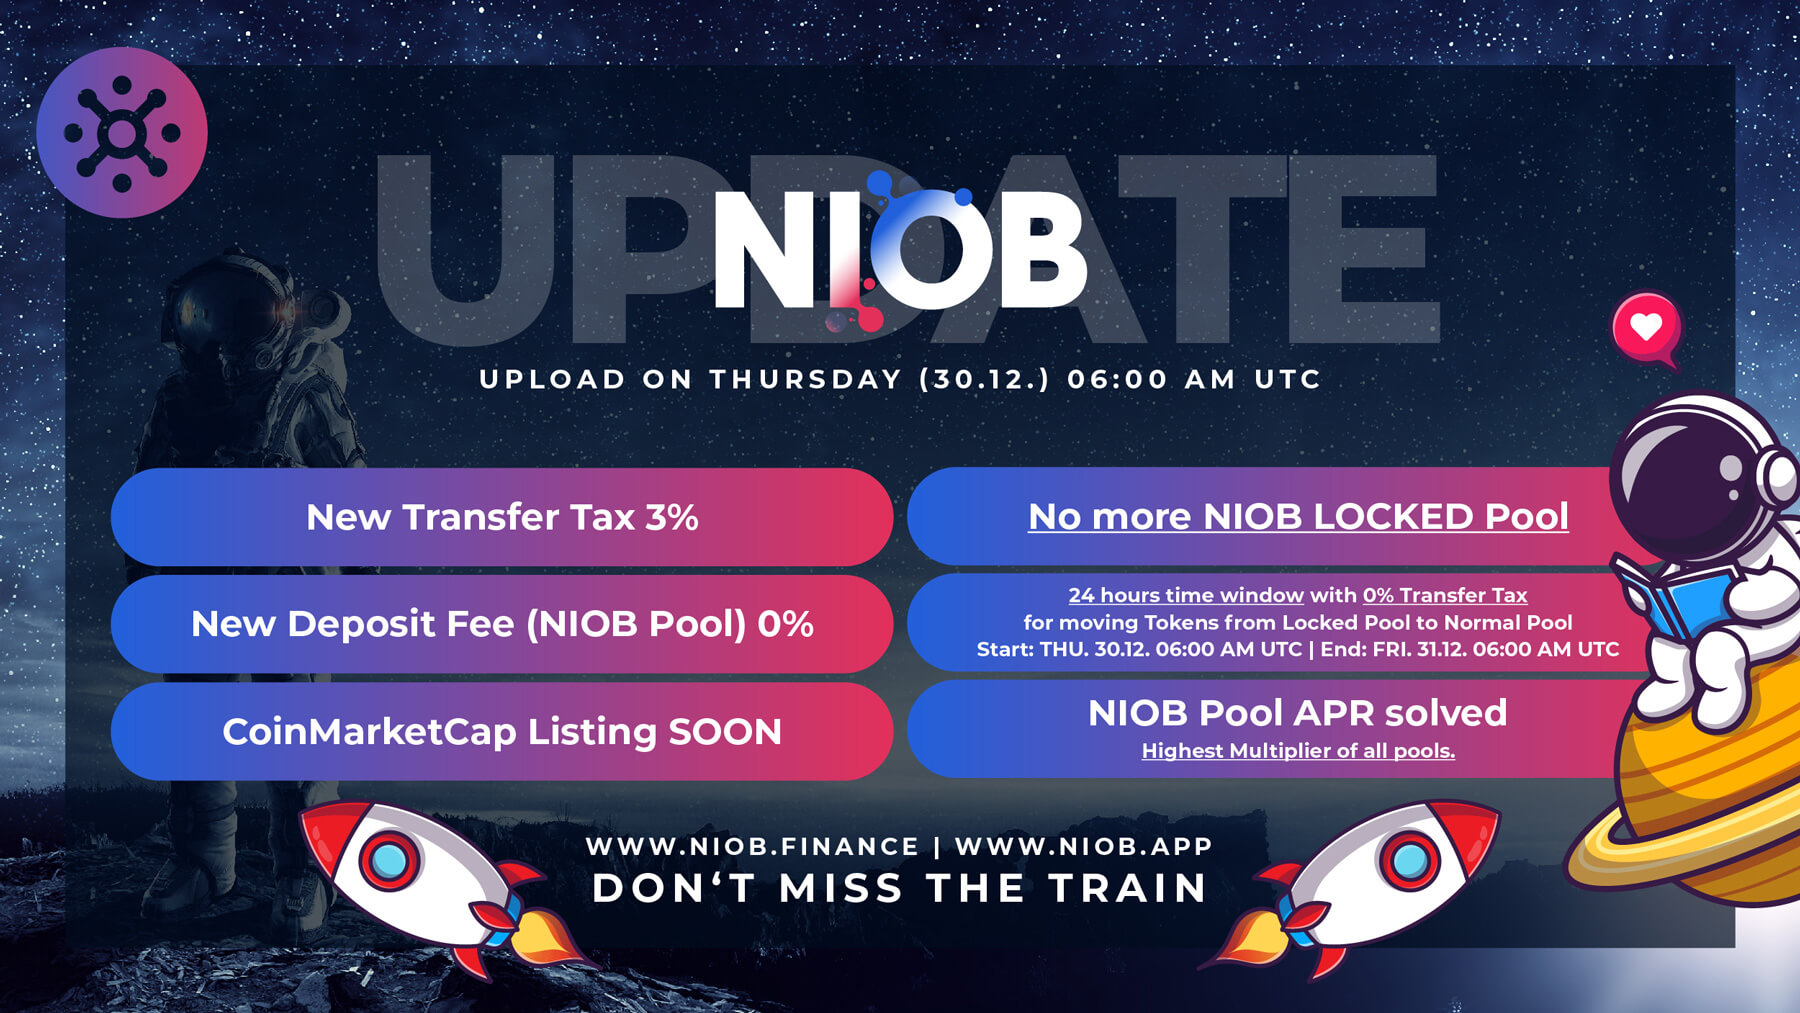 UPDATE
NIOB
UPLOAD ON THURSDAY (30.12.) 06:00 AM UTC
New Transfer Tax 3%
New Deposit Fee (NIOB Pool) 0%
CoinMarketCap Listing SOON
No more NIOB LOCKED Pool
24 hours time window with 0% Transfer Tax
for moving Tokens from Locked Pool to Normal Pool
Start: THU. 30.12. 06:00 AM UTC | End: FRI. 31.12. 06:00 AM UTC
NIOB Pool APR solved
Highest Multiplier of all pools.
WWW.NIOB.FINANCE | WWW.NIOB.APP
DON‘T MISS THE TRAIN